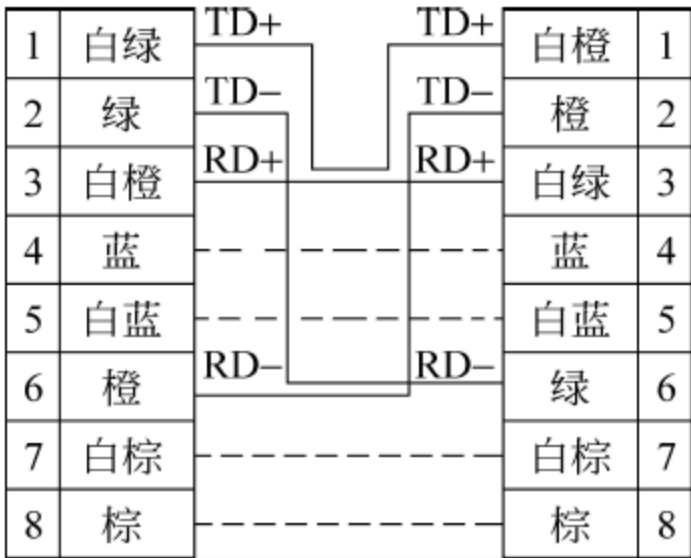 1 白绿 TD+ TD+ 白橙 1
2 绿 TD− TD− 橙 2
3 白橙 RD+ RD+ 白绿 3
4 蓝 蓝 4
5 白蓝 白蓝 5
6 橙 RD− RD− 绿 6
7 白棕 白棕 7
8 棕 棕 8